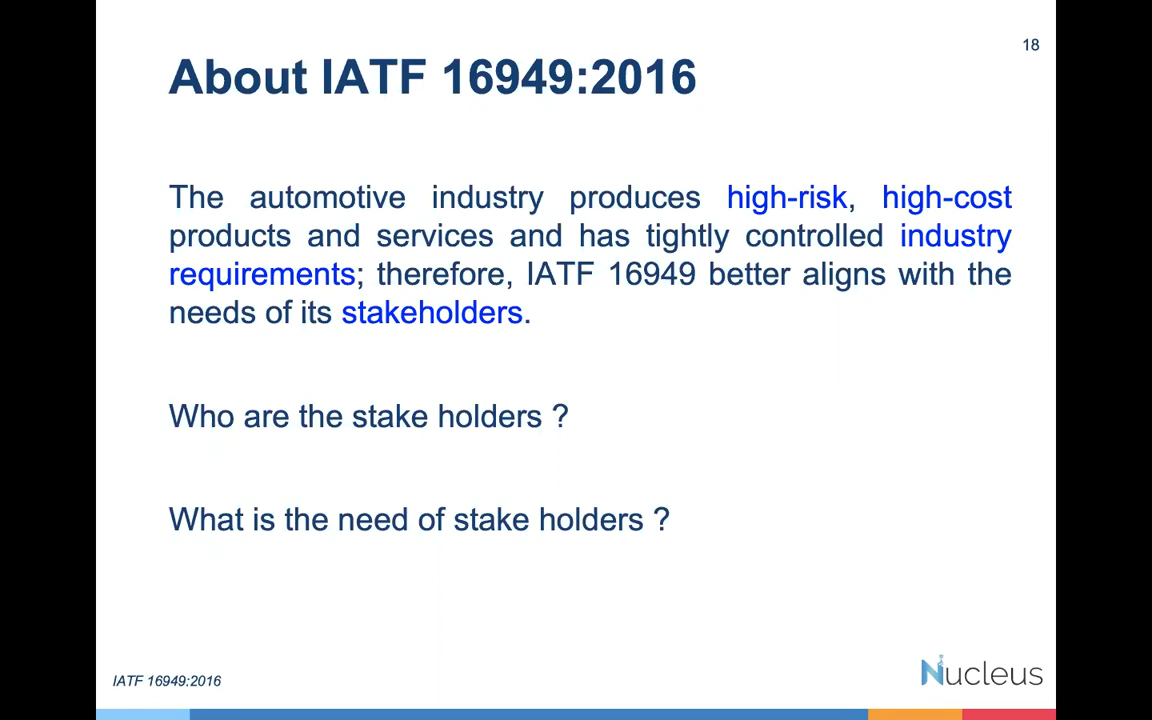 18
About IATF 16949:2016
The automotive industry produces high-risk, high-cost
products and services and has tightly controlled industry
requirements; therefore, IATF 16949 better aligns with the
needs of its stakeholders.
Who are the stake holders ?
What is the need of stake holders ?
IATF 16949:2016
Nucleus